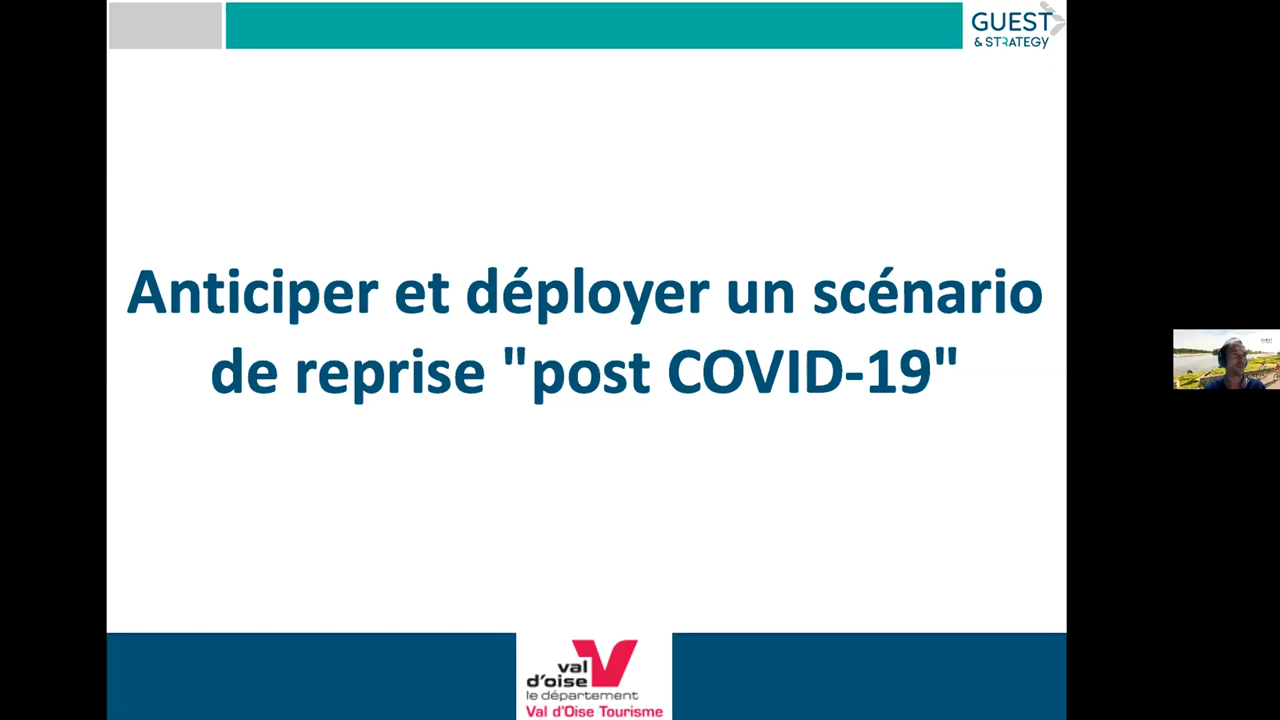 GUEST
& STRATEGY
Anticiper et déployer un scénario
de reprise "post COVID-19"
GUEST
val
d'oise
le département
Val d'Oise Tourisme